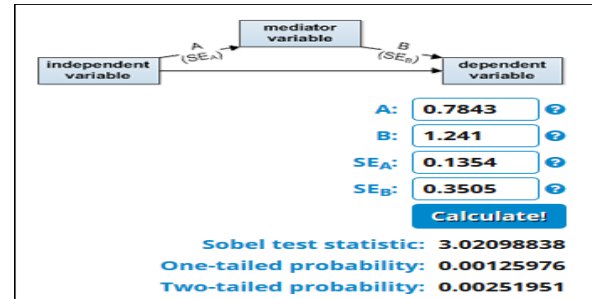 mediator
variable
A
(SEA)
B
(SEB)
independent
variable
dependent
variable
A: 0.7843 ?
B: 1.241 ?
SEA: 0.1354 ?
SEB: 0.3505 ?
Calculate!
Sobel test statistic: 3.02098838
One-tailed probability: 0.00125976
Two-tailed probability: 0.00251951